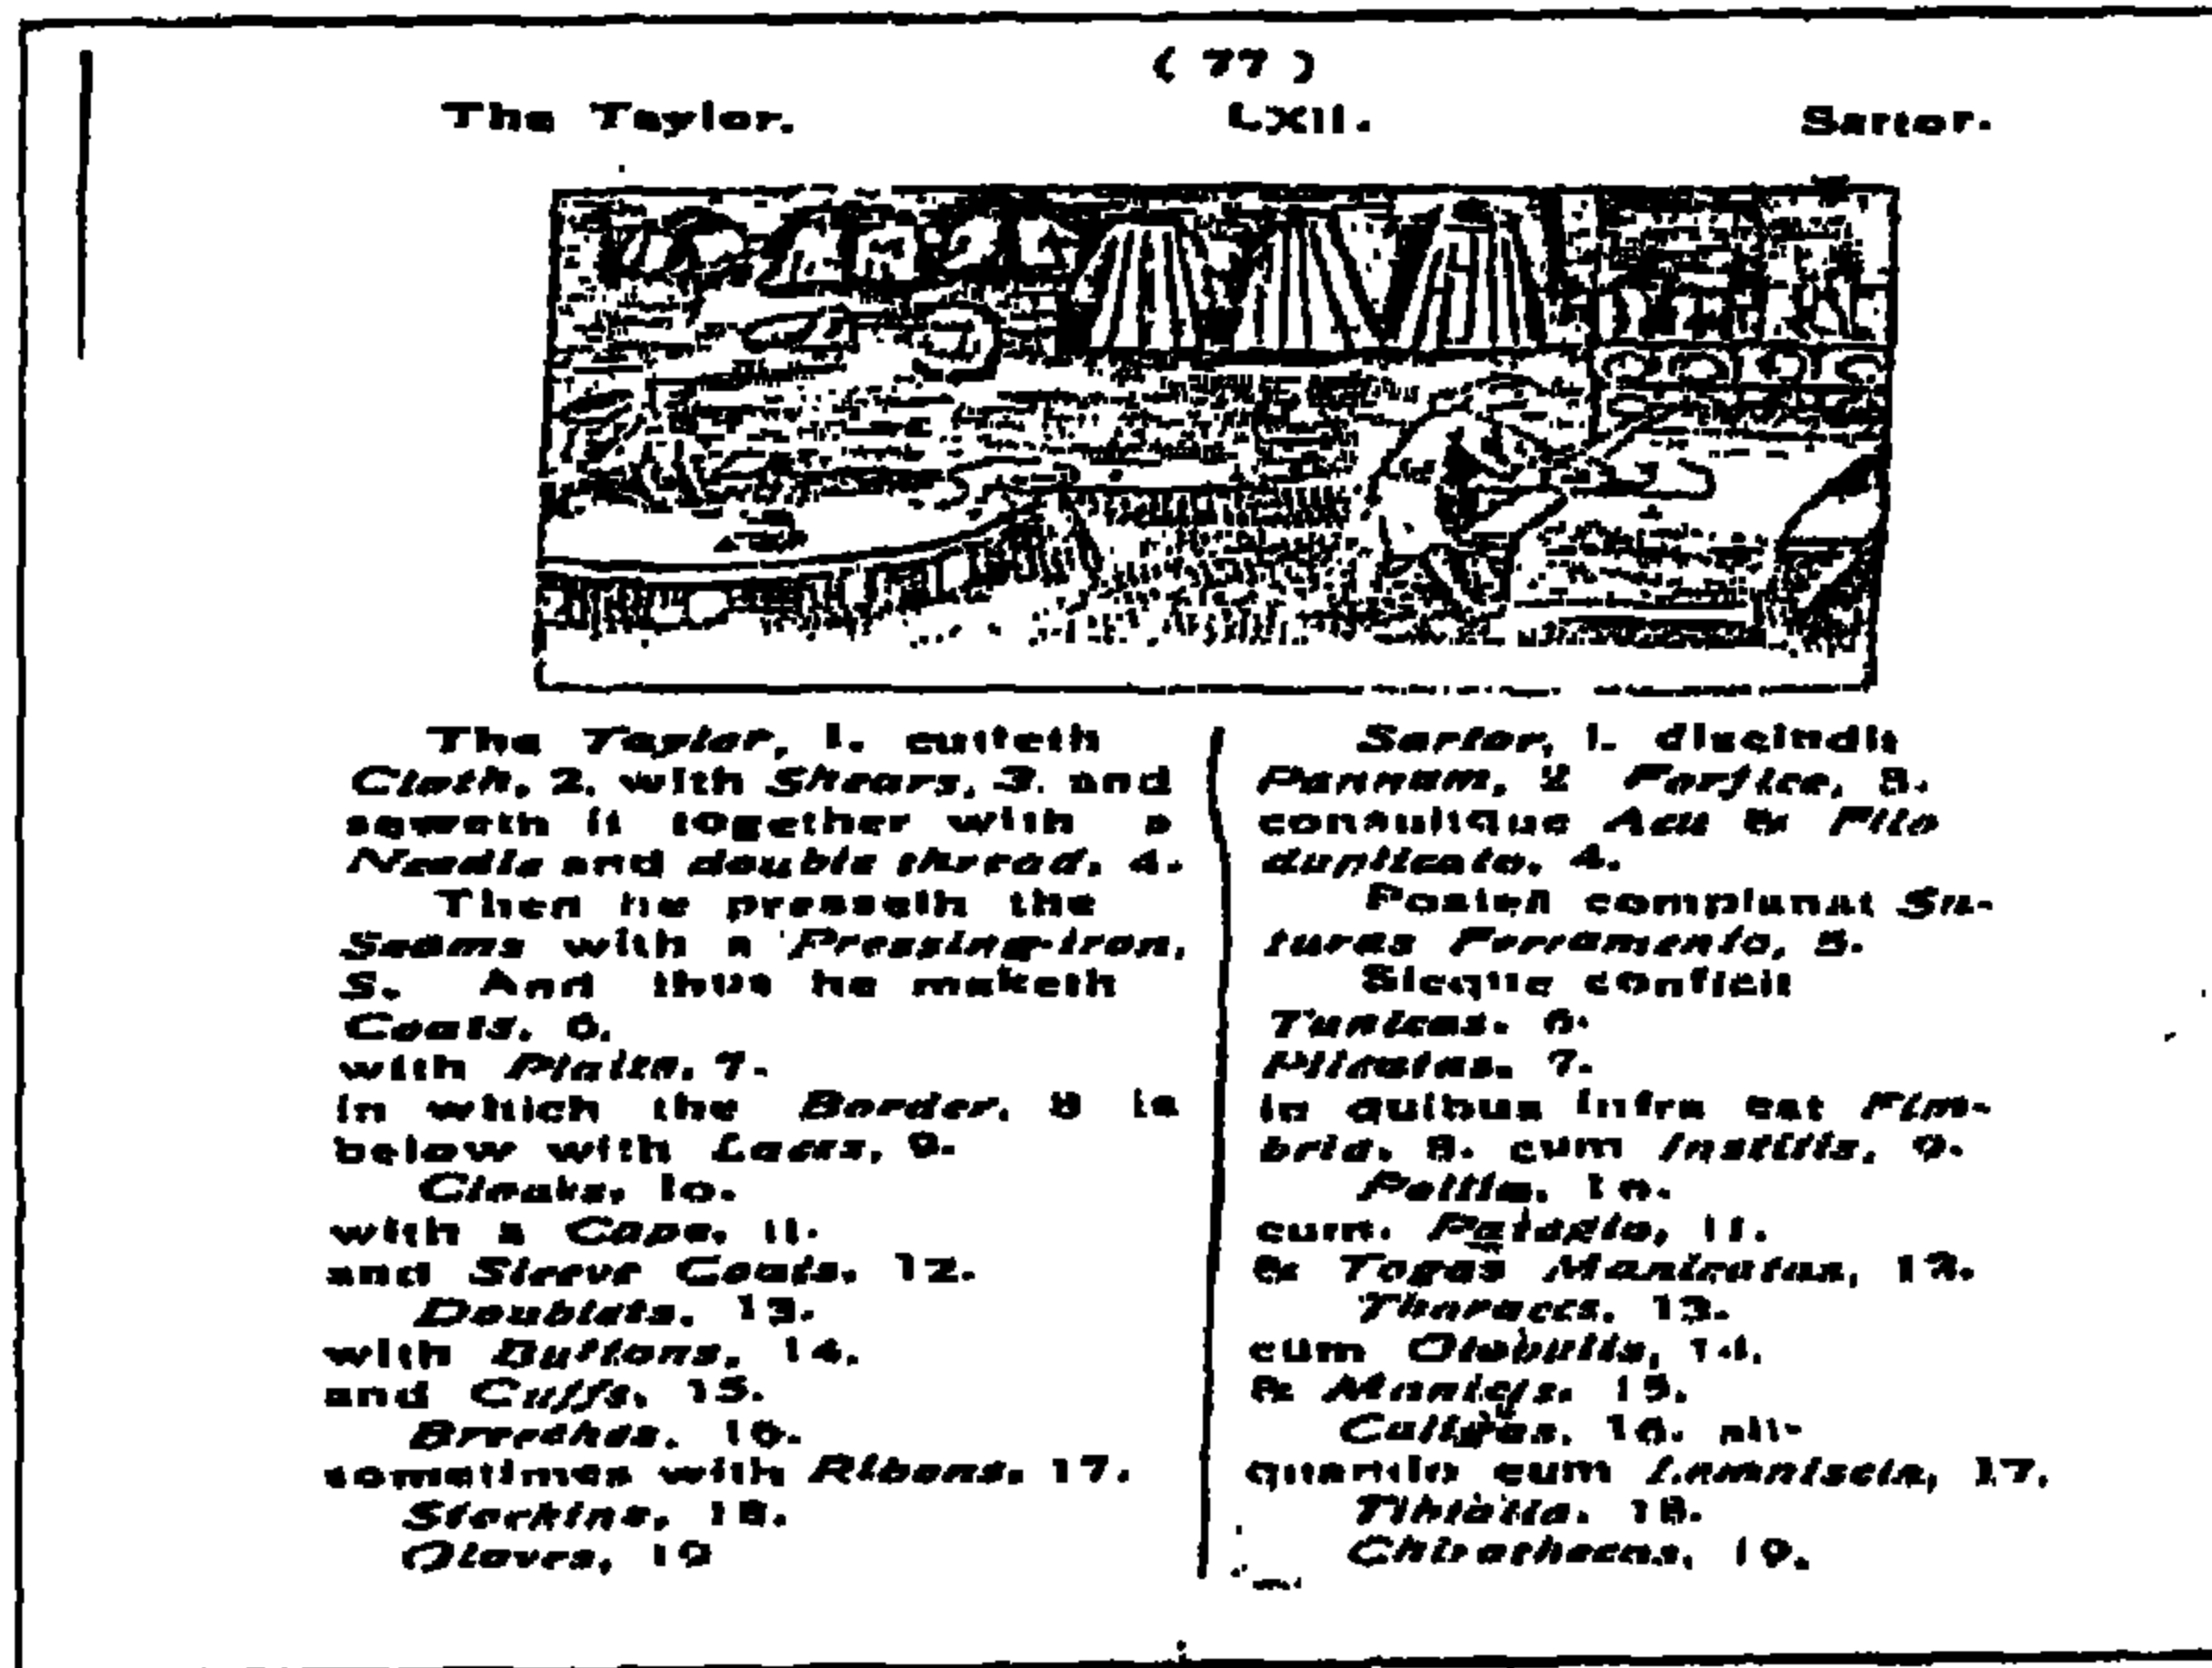 ( 77 )
The Taylor. LXII. Sartor.
The Taylor, 1. cutteth
Cloth, 2. with Shears, 3. and
seweth it together with a
Needle and double thread, 4.
Then he presseth the
Seams with a Pressing-iron,
5. And thus he maketh
Coats, 6.
with Plaits, 7.
in which the Border, 8 is
below with Laces, 9.
Cloaks, 10.
with a Cape, 11.
and Sleeve Coats, 12.
Doublets, 13.
with Buttons, 14.
and Cuffs, 15.
Breeches, 16.
sometimes with Ribons, 17.
Stockins, 18.
Gloves, 19
Sartor, 1. discindit
Pannum, 2 Forfice, 3.
consuitque Acu & Filo
duplicato, 4.
Posteà complanat Su-
turas Ferramento, 5.
Sicque conficit
Tunicas, 6.
Plicatas, 7.
in quibus infra est Fim-
bria, 8. cum Institis, 9.
Pallia, 10.
cum. Patagio, 11.
& Togas Manicatas, 12.
Thoraces, 13.
cum Globulis, 14.
& Manicis, 15.
Caligas, 16. ali-
quando cum Lemniscis, 17.
Tibialia, 18.
Chirothecas, 19.